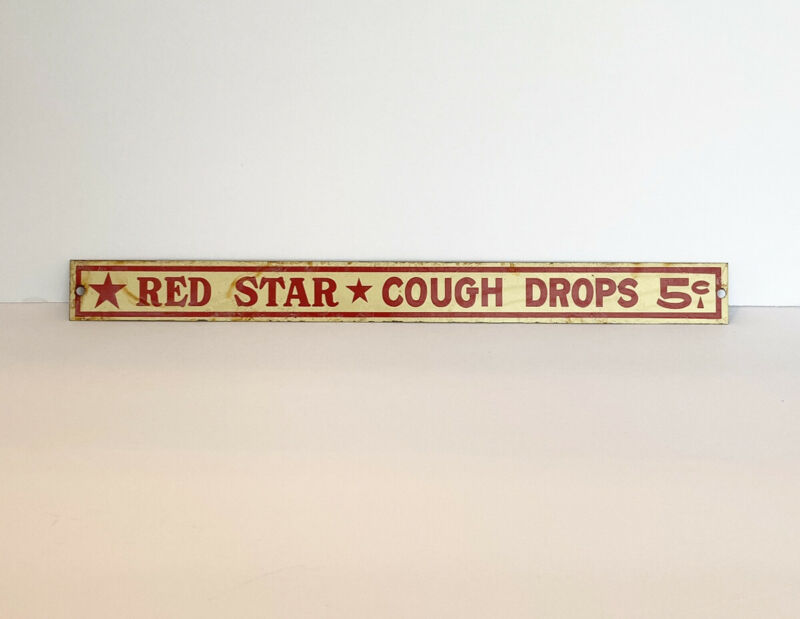 ★ RED STAR ★ COUGH DROPS 5¢